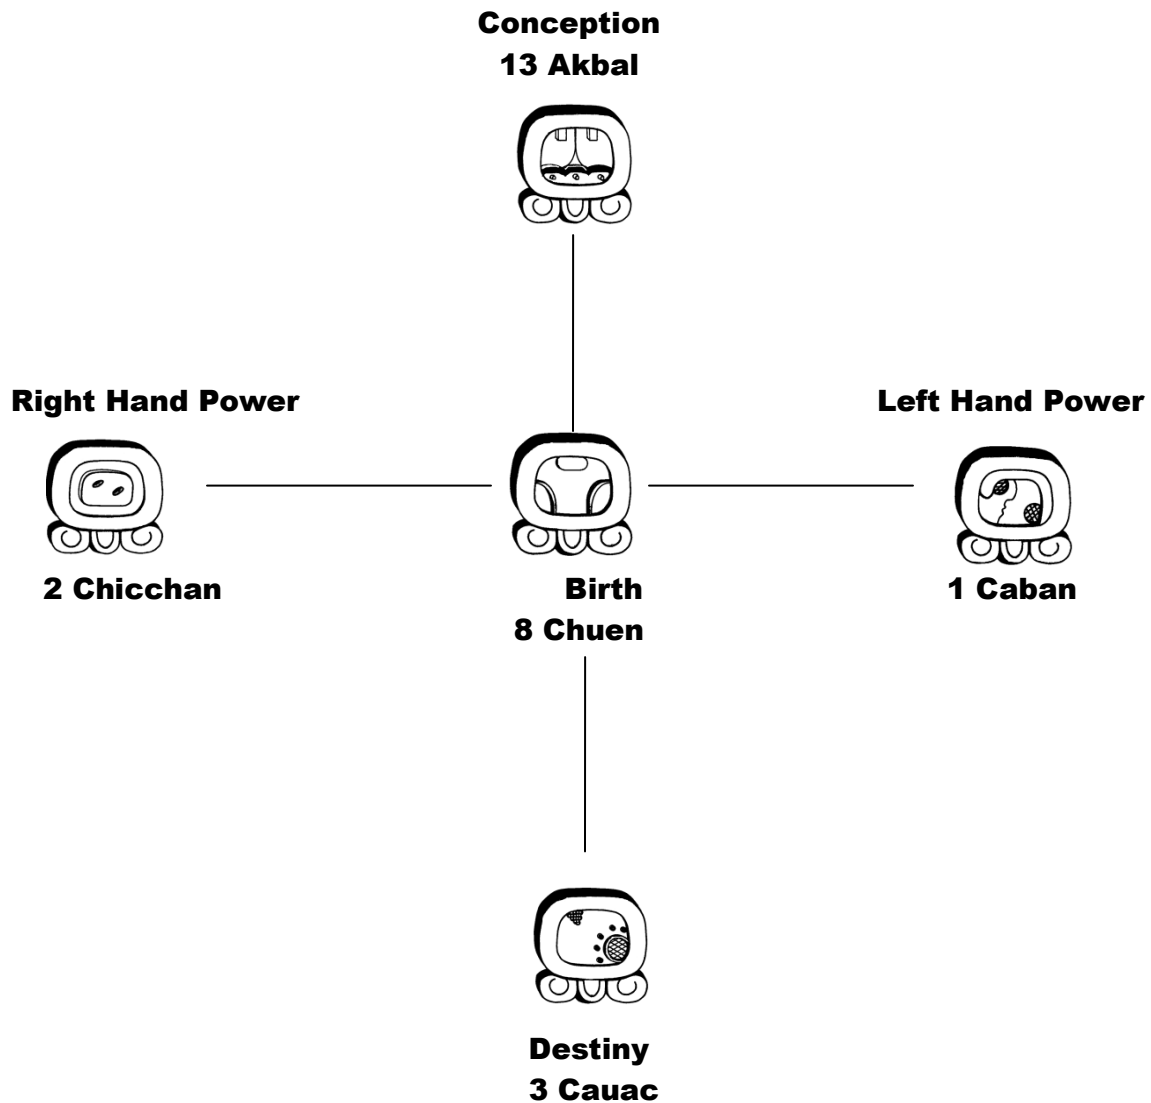 Conception
13 Akbal
Right Hand Power
Left Hand Power
2 Chicchan
Birth
8 Chuen
1 Caban
Destiny
3 Cauac